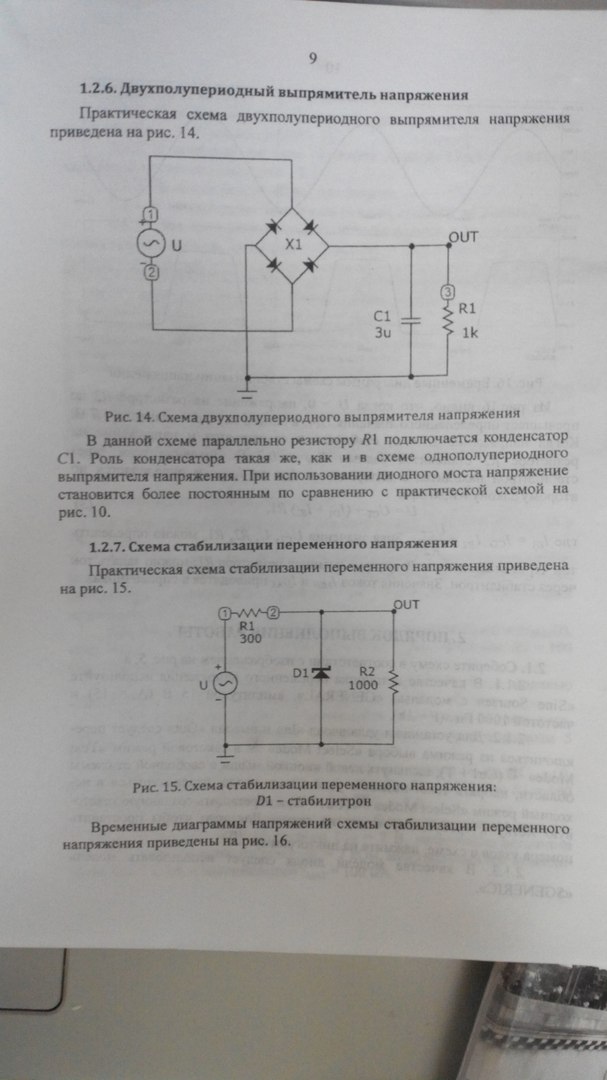 9
1.2.6. Двухполупериодный выпрямитель напряжения
Практическая схема двухполупериодного выпрямителя напряжения
приведена на рис. 14.
1
+
U
-
2
X1
OUT
3
C1
3u
R1
1k
Рис. 14. Схема двухполупериодного выпрямителя напряжения
В данной схеме параллельно резистору R1 подключается конденсатор
C1. Роль конденсатора такая же, как и в схеме однополупериодного
выпрямителя напряжения. При использовании диодного моста напряжение
становится более постоянным по сравнению с практической схемой на
рис. 10.
1.2.7. Схема стабилизации переменного напряжения
Практическая схема стабилизации переменного напряжения приведена
на рис. 15.
1
2
OUT
R1
300
+
U
-
D1
R2
1000
Рис. 15. Схема стабилизации переменного напряжения:
D1 – стабилитрон
Временные диаграммы напряжений схемы стабилизации переменного
напряжения приведены на рис. 16.